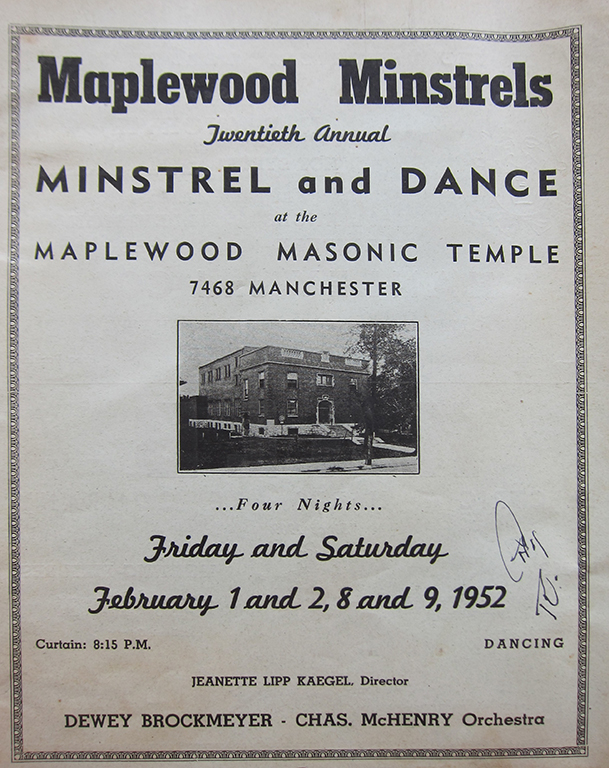 Maplewood Minstrels
Twentieth Annual
MINSTREL and DANCE
at the
MAPLEWOOD MASONIC TEMPLE
7468 MANCHESTER
...Four Nights...
Friday and Saturday
February 1 and 2, 8 and 9, 1952
Curtain: 8:15 P.M. DANCING
JEANETTE LIPP KAEGEL, Director
DEWEY BROCKMEYER - CHAS. McHENRY Orchestra